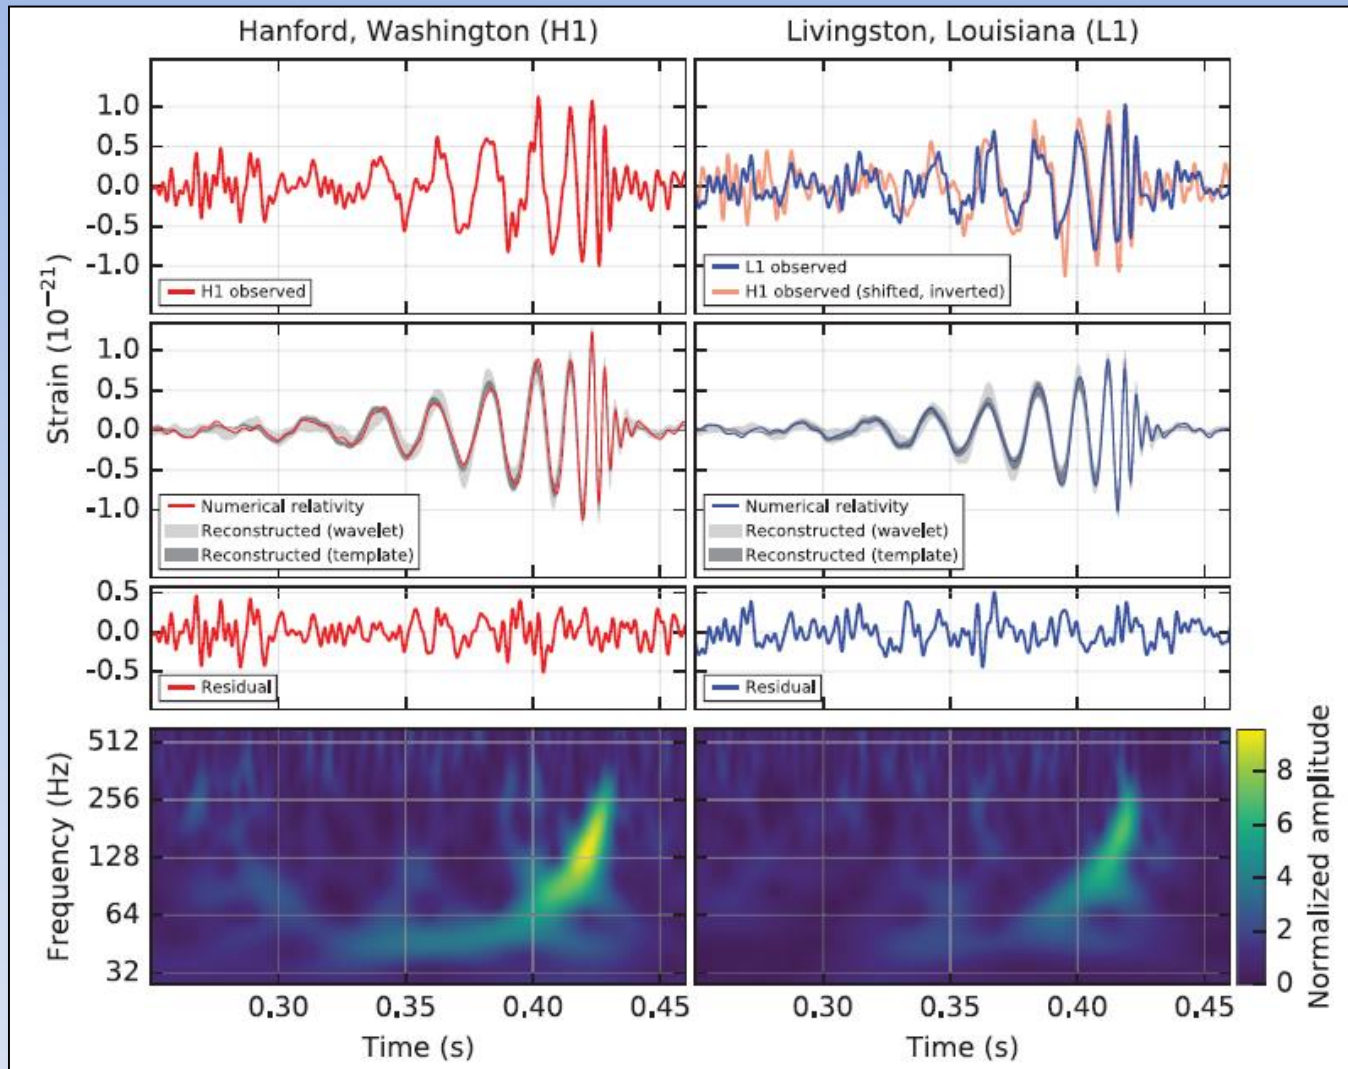 Hanford, Washington (H1)
Livingston, Louisiana (L1)
Strain (10⁻²¹)
1.0
0.5
0.0
-0.5
-1.0
H1 observed
L1 observed
H1 observed (shifted, inverted)
1.0
0.5
0.0
-0.5
-1.0
Numerical relativity
Reconstructed (wavelet)
Reconstructed (template)
Numerical relativity
Reconstructed (wavelet)
Reconstructed (template)
0.5
0.0
-0.5
Residual
Residual
Frequency (Hz)
512
256
128
64
32
Normalized amplitude
8
6
4
2
0
0.30 0.35 0.40 0.45
0.30 0.35 0.40 0.45
Time (s)
Time (s)